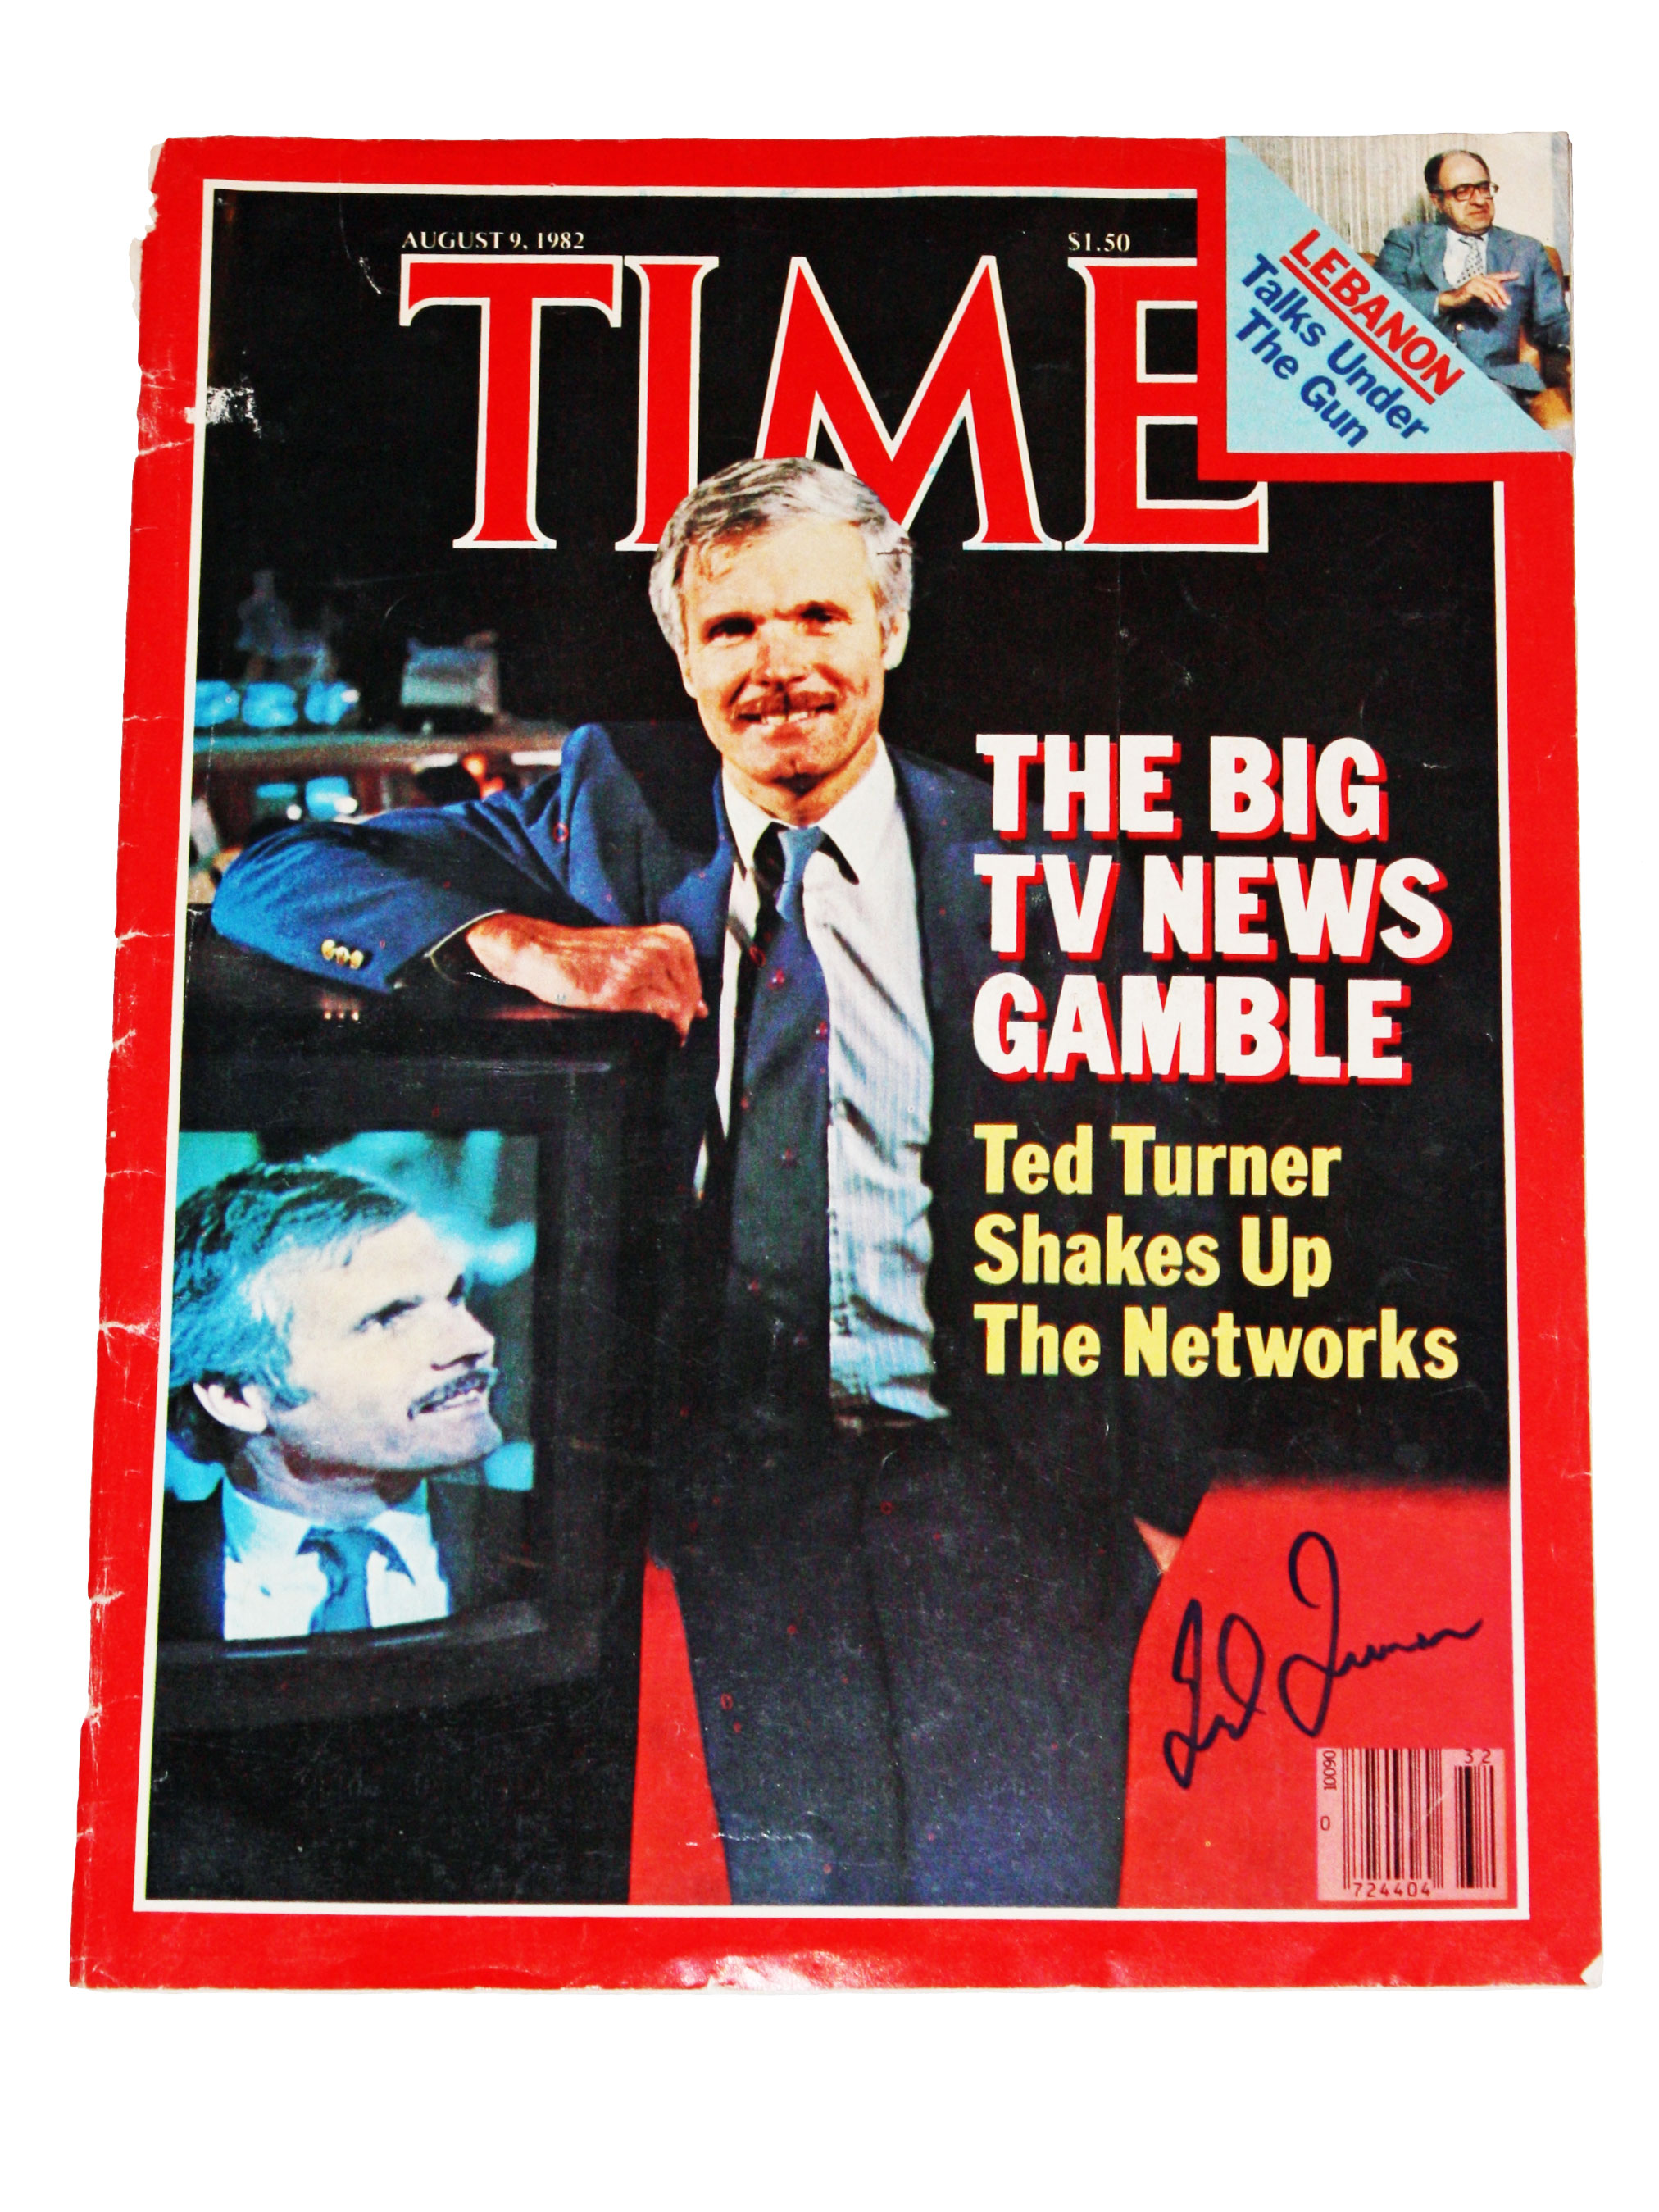 AUGUST 9, 1982
$1.50
TIME
LEBANON
Talks Under
The Gun
THE BIG
TV NEWS
GAMBLE
Ted Turner
Shakes Up
The Networks
Ted Turner
32
10090
0
724404